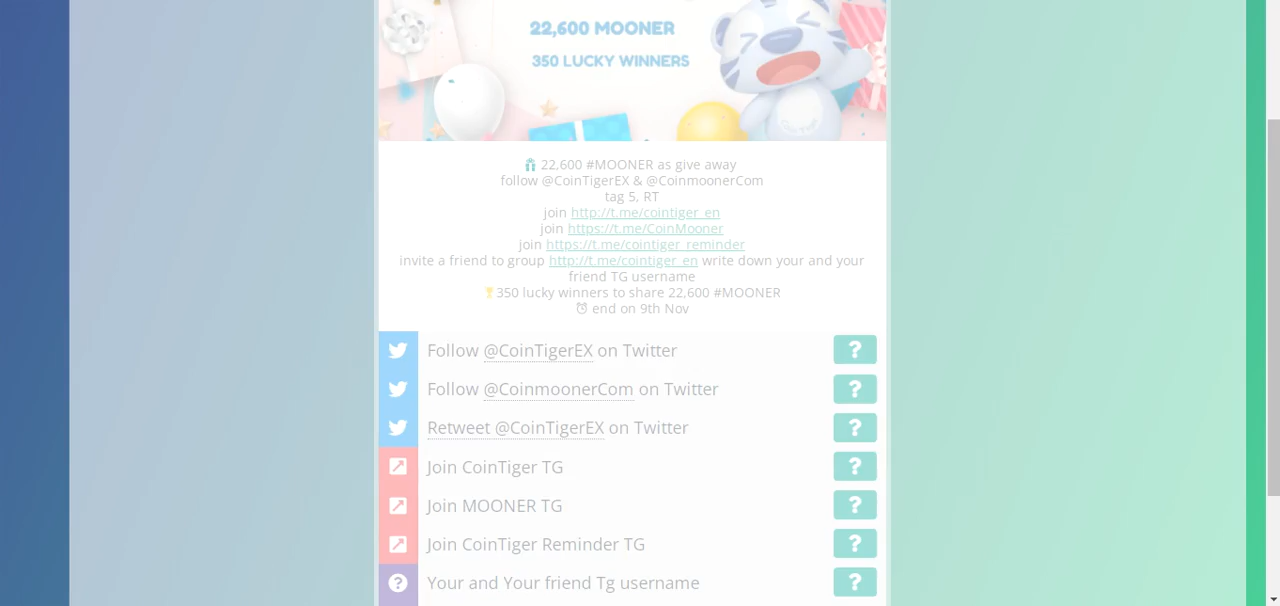 22,600 MOONER
350 LUCKY WINNERS
22,600 #MOONER as give away
follow @CoinTigerEX & @CoinmoonerCom
tag 5, RT
join http://t.me/cointiger_en
join https://t.me/CoinMooner
join https://t.me/cointiger_reminder
invite a friend to group http://t.me/cointiger_en write down your and your
friend TG username
350 lucky winners to share 22,600 #MOONER
end on 9th Nov
Follow @CoinTigerEX on Twitter
?
Follow @CoinmoonerCom on Twitter
?
Retweet @CoinTigerEX on Twitter
?
Join CoinTiger TG
?
Join MOONER TG
?
Join CoinTiger Reminder TG
?
? Your and Your friend Tg username
?